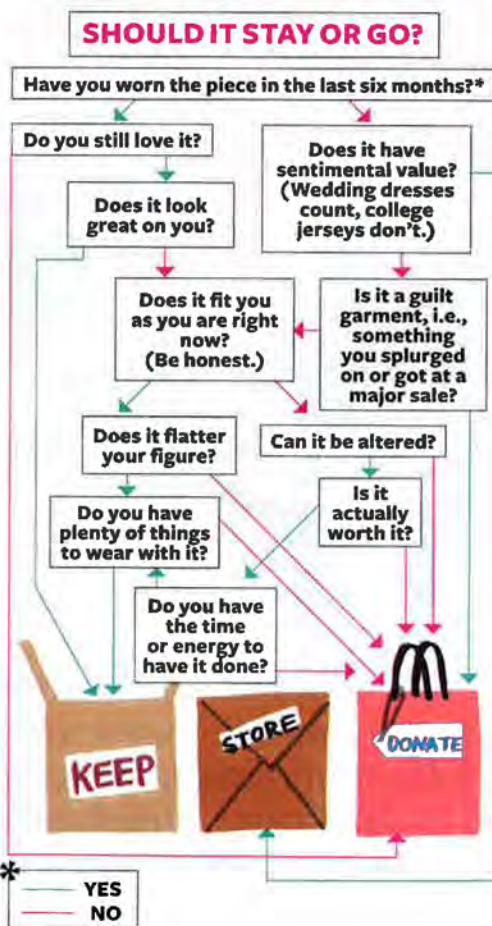 SHOULD IT STAY OR GO?
Have you worn the piece in the last six months?*
Do you still love it?
Does it have
sentimental value?
(Wedding dresses
count, college
jerseys don't.)
Does it look
great on you?
Does it fit you
as you are right
now?
(Be honest.)
Is it a guilt
garment, i.e.,
something
you splurged
on or got at a
major sale?
Does it flatter
your figure?
Can it be altered?
Do you have
plenty of things
to wear with it?
Is it
actually
worth it?
Do you have
the time
or energy to
have it done?
KEEP
STORE
DONATE
*
YES
NO